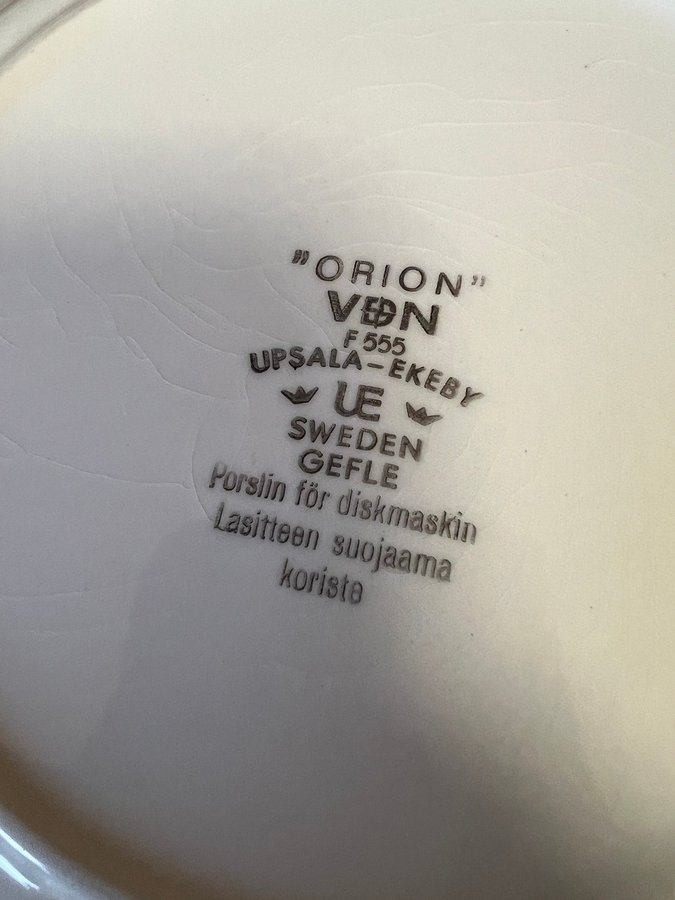 "ORION"
VDN
F 555
UPSALA-EKEBY
UE
SWEDEN
GEFLE
Porslin för diskmaskin
Lasitteen suojaama
koriste